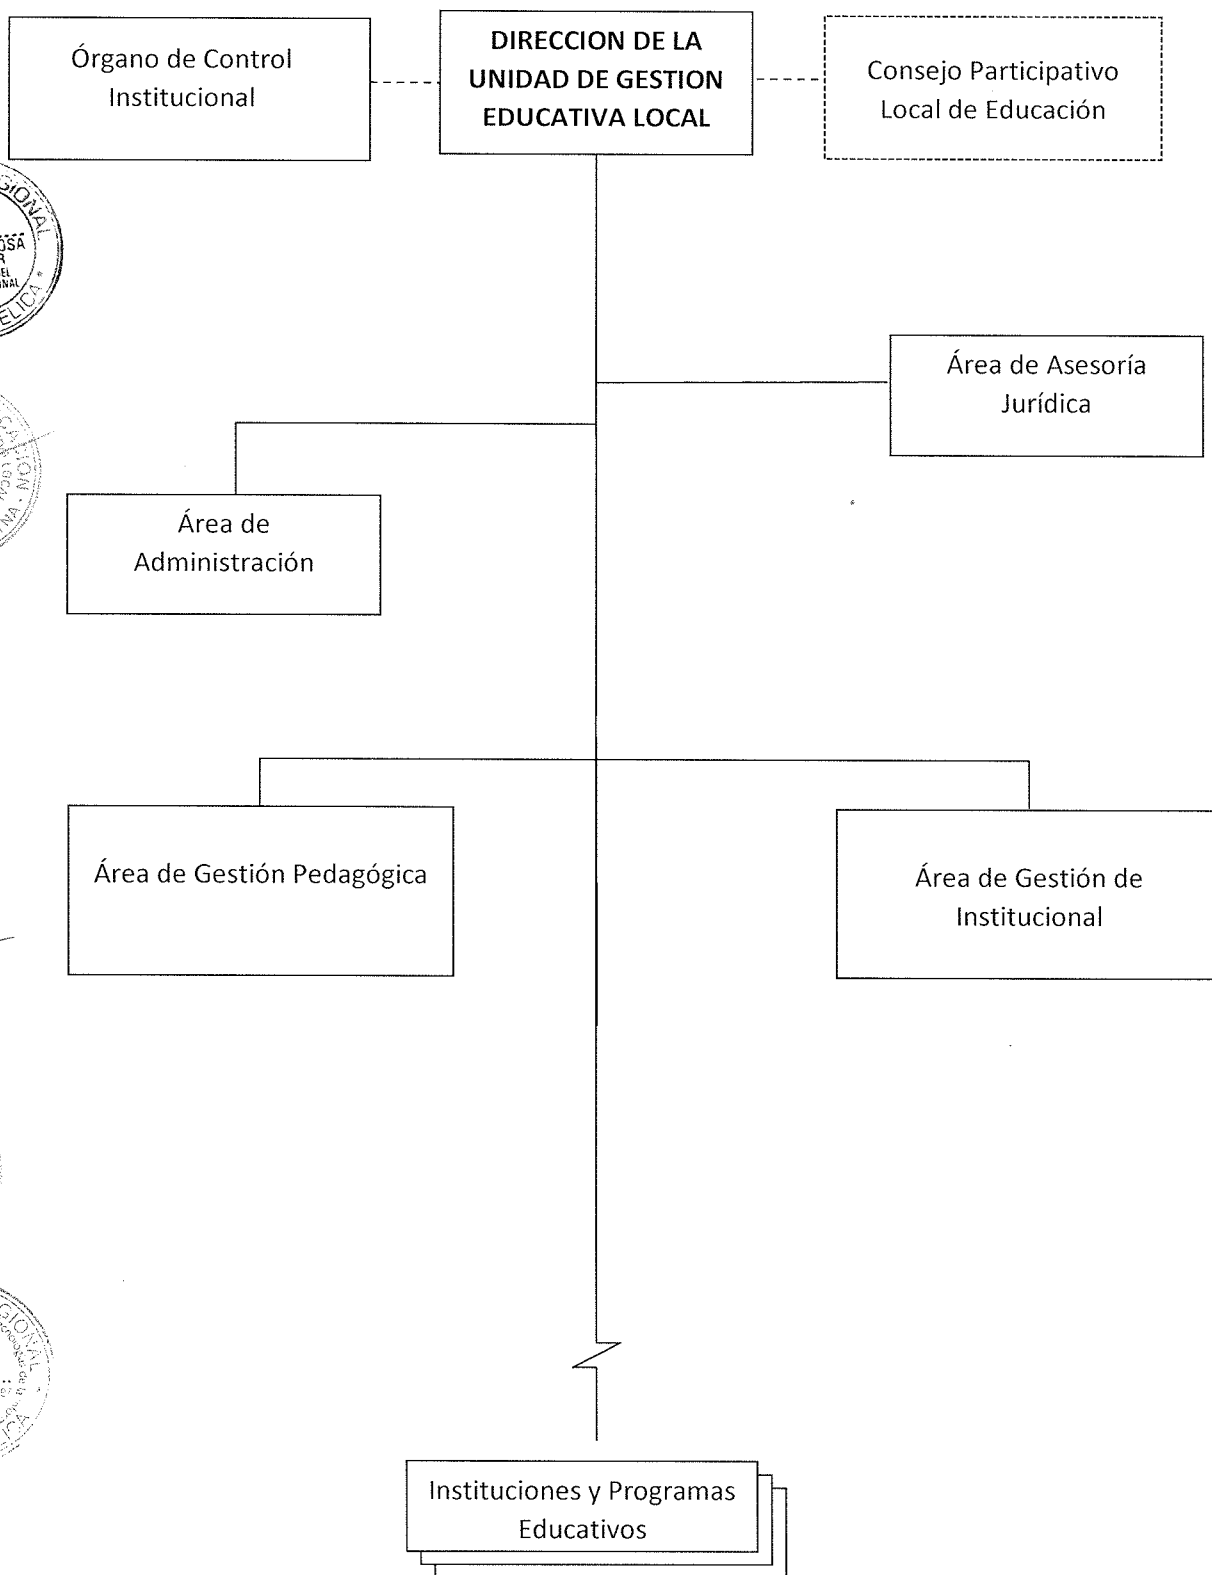 Órgano de Control
Institucional
DIRECCION DE LA
UNIDAD DE GESTION
EDUCATIVA LOCAL
Consejo Participativo
Local de Educación
Área de Asesoría
Jurídica
Área de
Administración
Área de Gestión Pedagógica
Área de Gestión de
Institucional
Instituciones y Programas
Educativos